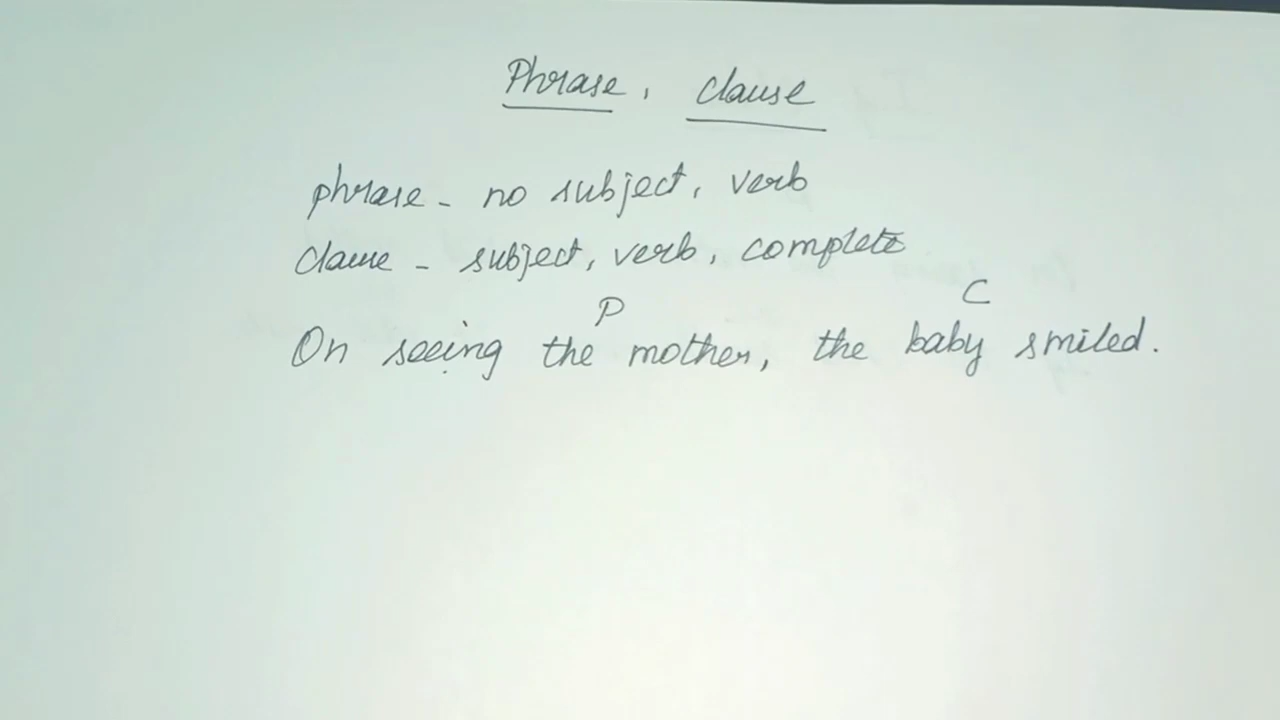 Phrase, clause
phrase - no subject, verb
clause - subject, verb, complete
P C
On seeing the mother, the baby smiled.